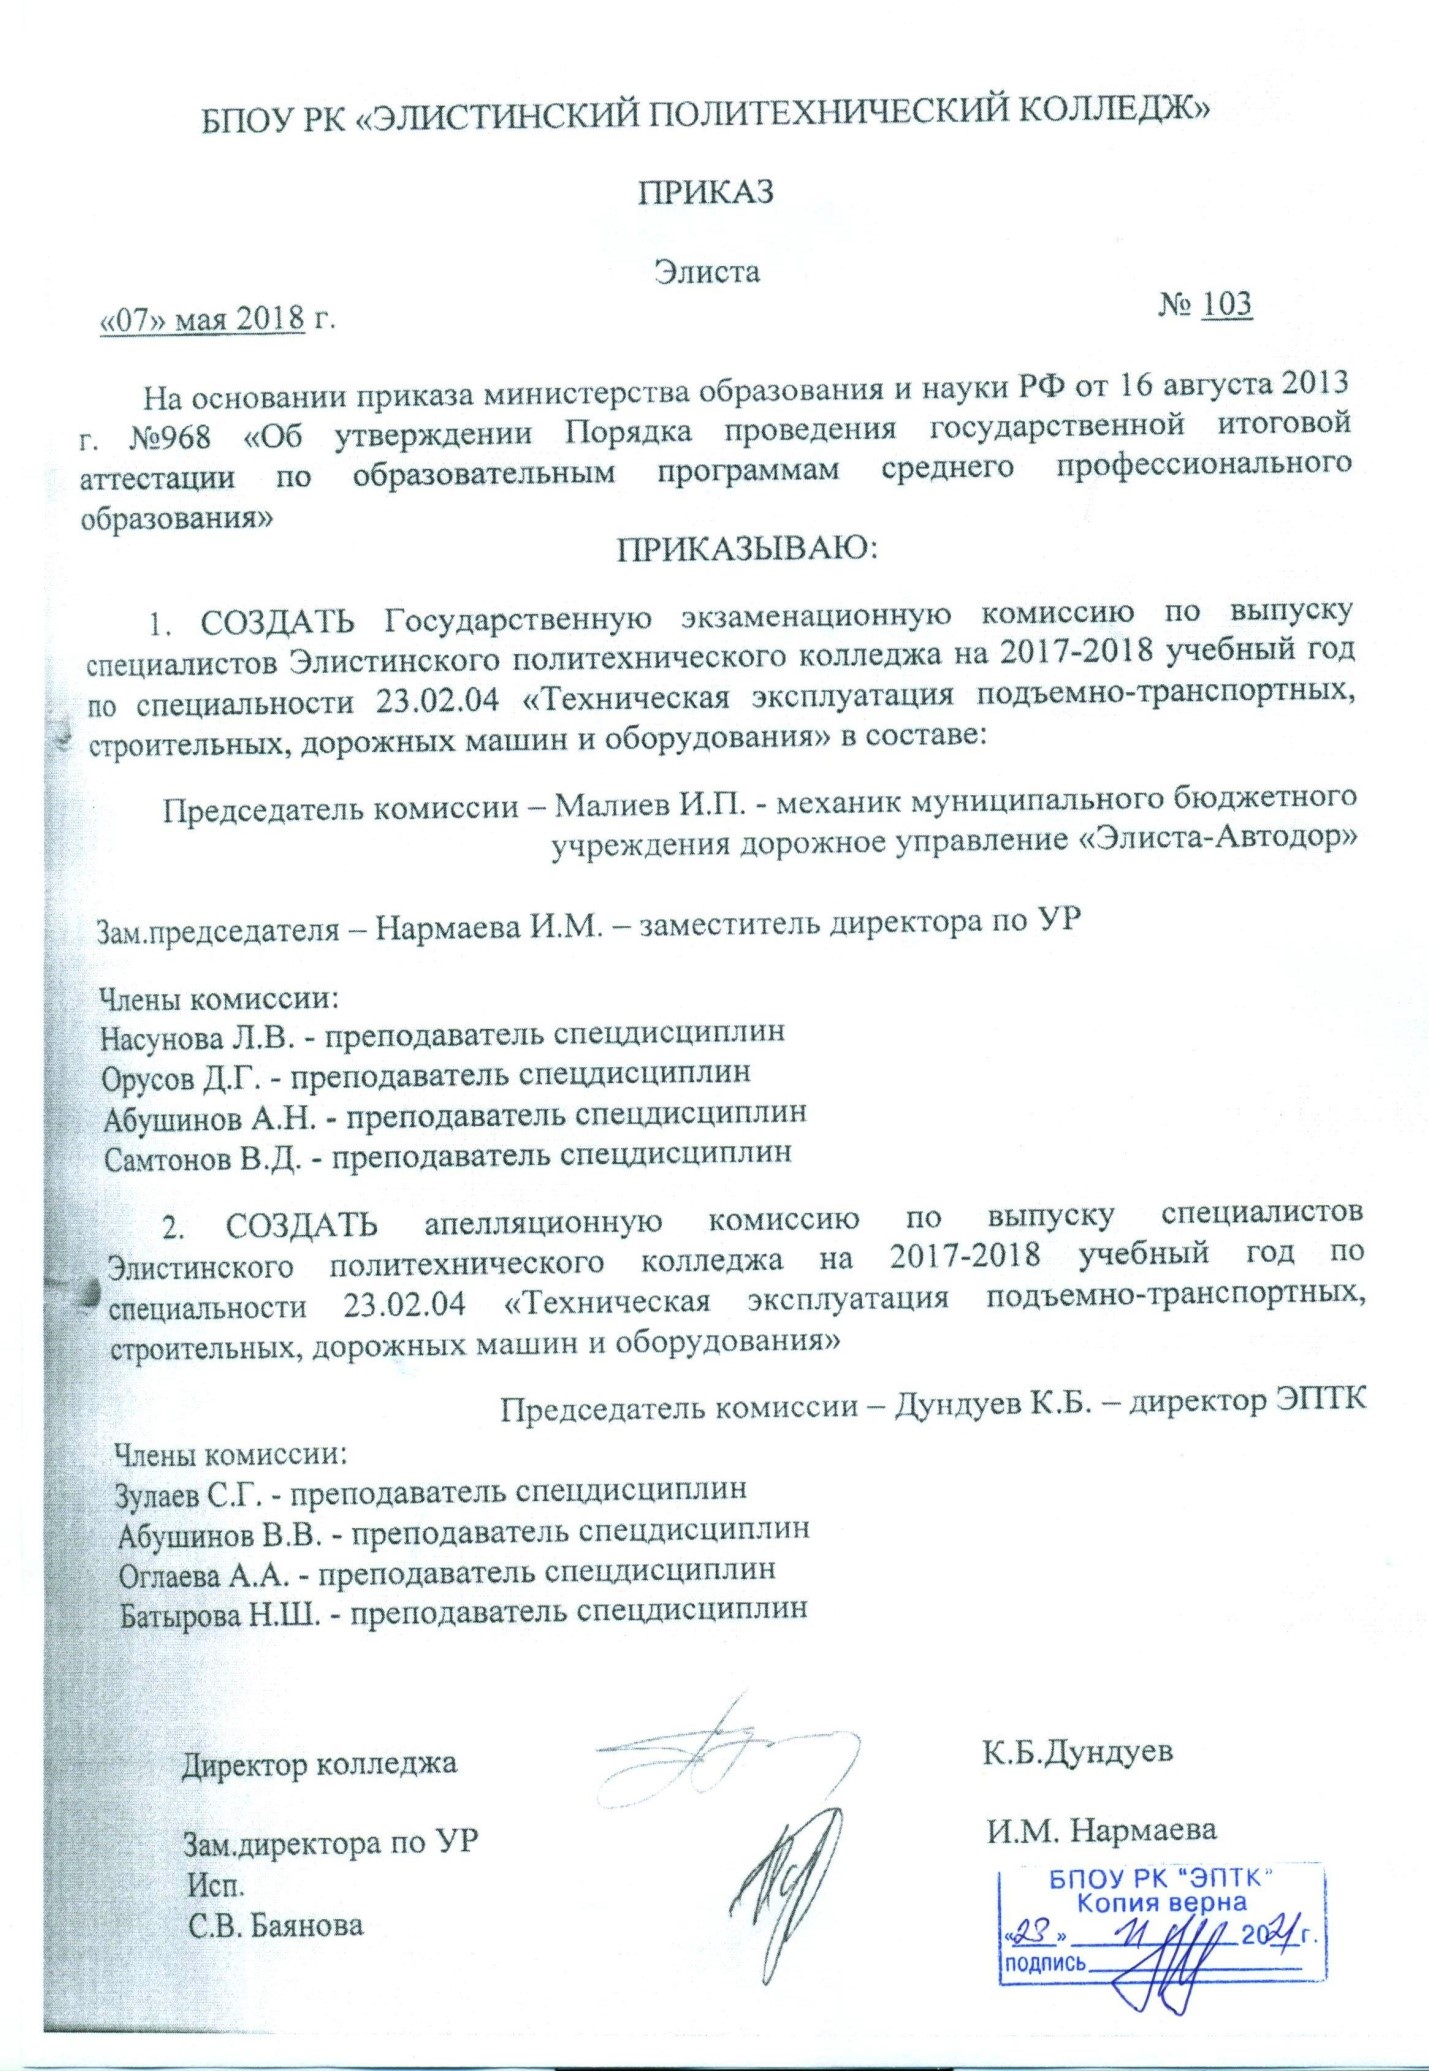 БПОУ РК «ЭЛИСТИНСКИЙ ПОЛИТЕХНИЧЕСКИЙ КОЛЛЕДЖ»
ПРИКАЗ
Элиста
«07» мая 2018 г.
№ 103
На основании приказа министерства образования и науки РФ от 16 августа 2013
г. №968 «Об утверждении Порядка проведения государственной итоговой
аттестации по образовательным программам среднего профессионального
образования»
ПРИКАЗЫВАЮ:
1. СОЗДАТЬ Государственную экзаменационную комиссию по выпуску
специалистов Элистинского политехнического колледжа на 2017-2018 учебный год
по специальности 23.02.04 «Техническая эксплуатация подъемно-транспортных,
строительных, дорожных машин и оборудования» в составе:
Председатель комиссии – Малиев И.П. - механик муниципального бюджетного
учреждения дорожное управление «Элиста-Автодор»
Зам.председателя – Нармаева И.М. – заместитель директора по УР
Члены комиссии:
Насунова Л.В. - преподаватель спецдисциплин
Орусов Д.Г. - преподаватель спецдисциплин
Абушинов А.Н. - преподаватель спецдисциплин
Самтонов В.Д. - преподаватель спецдисциплин
2. СОЗДАТЬ апелляционную комиссию по выпуску специалистов
Элистинского политехнического колледжа на 2017-2018 учебный год по
специальности 23.02.04 «Техническая эксплуатация подъемно-транспортных,
строительных, дорожных машин и оборудования»
Председатель комиссии – Дундуев К.Б. – директор ЭПТК
Члены комиссии:
Зулаев С.Г. - преподаватель спецдисциплин
Абушинов В.В. - преподаватель спецдисциплин
Оглаева А.А. - преподаватель спецдисциплин
Батырова Н.Ш. - преподаватель спецдисциплин
Директор колледжа
К.Б.Дундуев
Зам.директора по УР
И.М. Нармаева
Исп.
С.В. Баянова
БПОУ РК "ЭПТК"
Копия верна
«23» 11 2021 г.
подпись